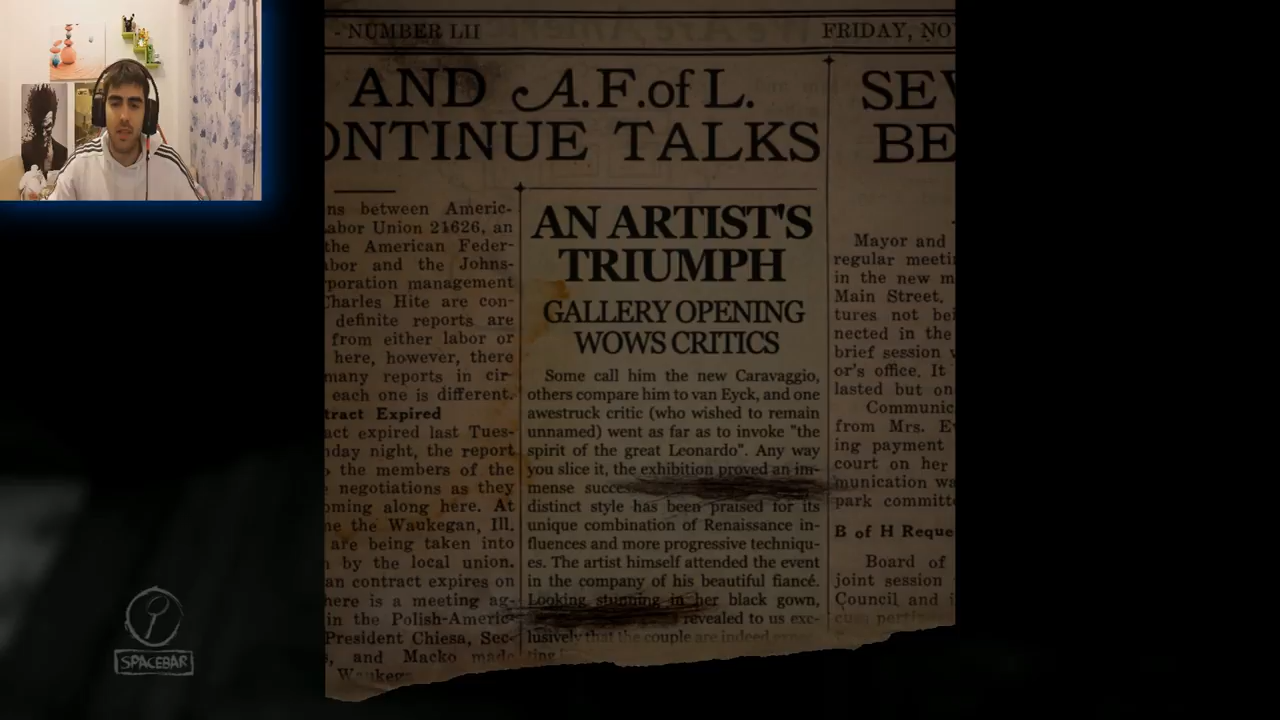 - NUMBER LII
FRIDAY, NO
AND A.F.of L.
ONTINUE TALKS
SEV
BE
ns between Americ-
abor Union 21626, an
the American Feder-
bor and the Johns-
poration management
Charles Hite are con-
definite reports are
from either labor or
here, however, there
many reports in cir-
each one is different.
tract Expired
act expired last Tues-
day night, the report
the members of the
negotiations as they
oming along here. At
ne the Waukegan, Ill.
are being taken into
by the local union.
an contract expires on
here is a meeting ag-
in the Polish-Americ-
President Chiesa, Sec-
, and Macko made
Waukeg
AN ARTIST'S
TRIUMPH
GALLERY OPENING
WOWS CRITICS
Some call him the new Caravaggio,
others compare him to van Eyck, and one
awestruck critic (who wished to remain
unnamed) went as far as to invoke "the
spirit of the great Leonardo". Any way
you slice it, the exhibition proved an im-
mense succes
distinct style has been praised for its
unique combination of Renaissance in-
fluences and more progressive techniqu-
es. The artist himself attended the event
in the company of his beautiful fiancé.
Looking stunning in her black gown,
revealed to us exc-
lusively that the couple are indeed expec-
ting
Mayor and
regular meetin
in the new m
Main Street.
tures not bei
nected in the
brief session
or's office. It
lasted but on
Communic
from Mrs. Ev
ing payment
court on her
munication wa
park committe
B of H Reque
Board of
joint session
Council and i
SPACEBAR